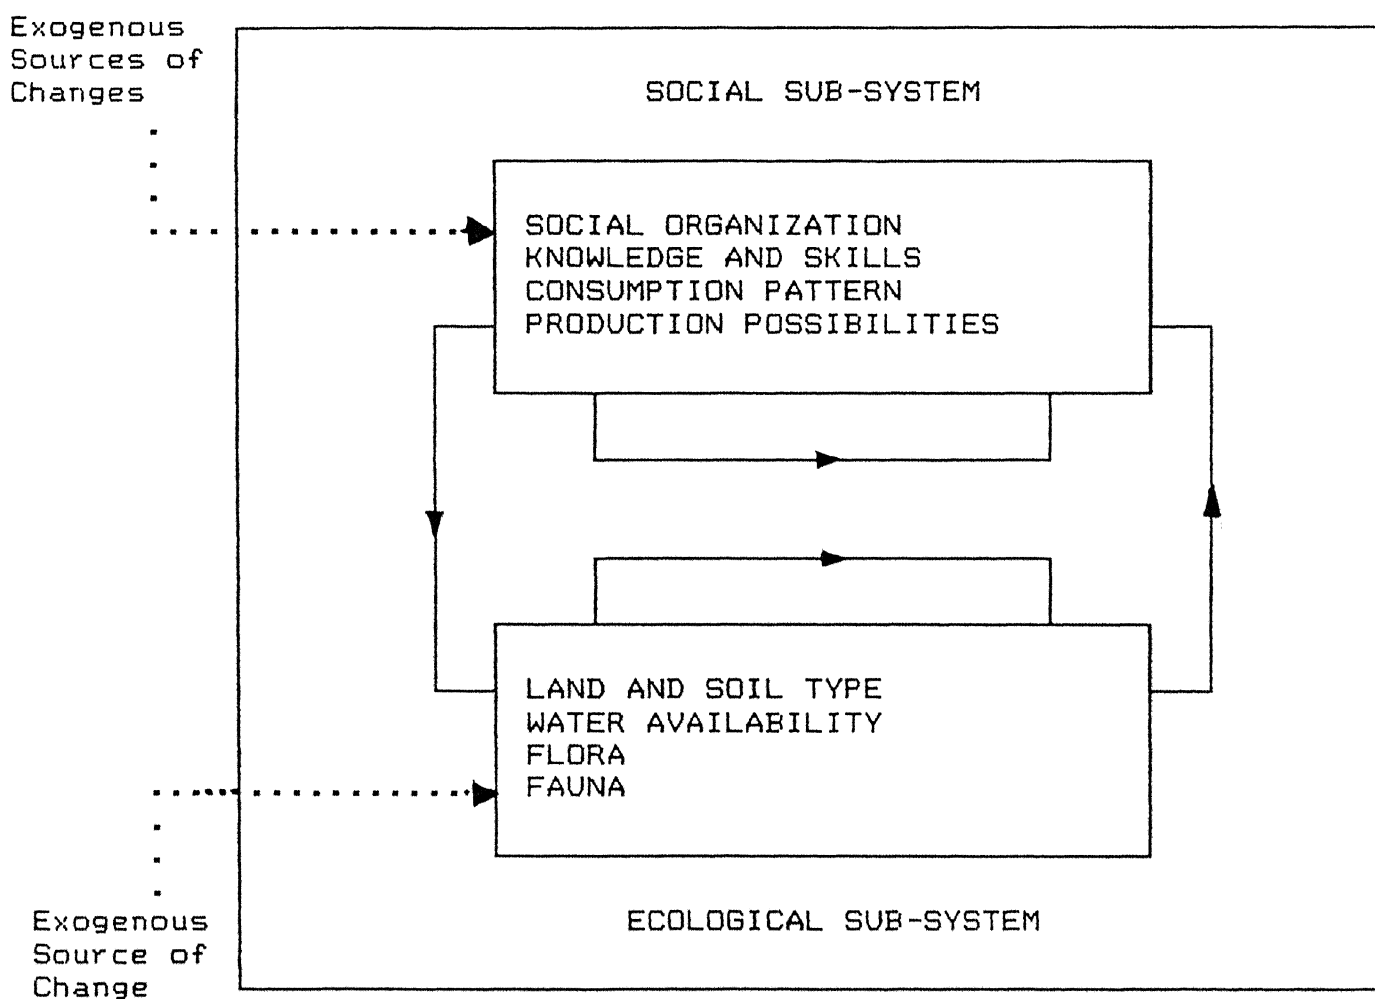 Exogenous
Sources of
Changes
SOCIAL SUB-SYSTEM
SOCIAL ORGANIZATION
KNOWLEDGE AND SKILLS
CONSUMPTION PATTERN
PRODUCTION POSSIBILITIES
LAND AND SOIL TYPE
WATER AVAILABILITY
FLORA
FAUNA
Exogenous
Source of
Change
ECOLOGICAL SUB-SYSTEM